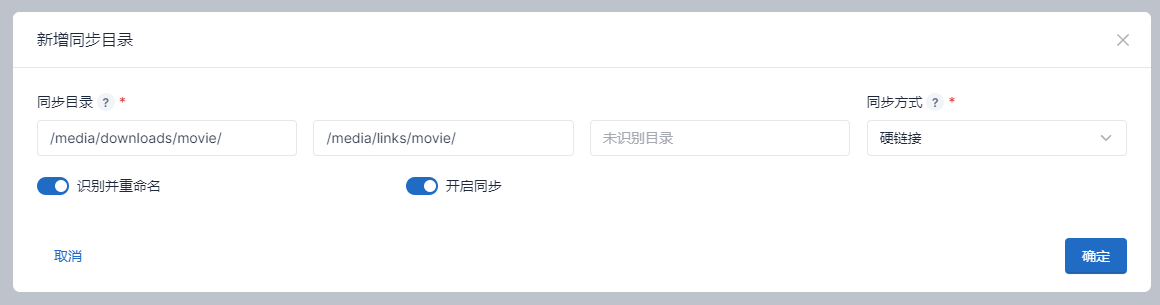 新增同步目录
同步目录 ? * 同步方式 ? *
/media/downloads/movie/ /media/links/movie/ 未识别目录 硬链接
识别并重命名 开启同步
取消 确定